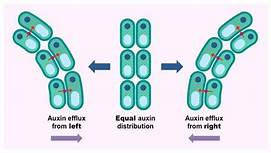 Auxin efflux
from left
Equal auxin
distribution
Auxin efflux
from right